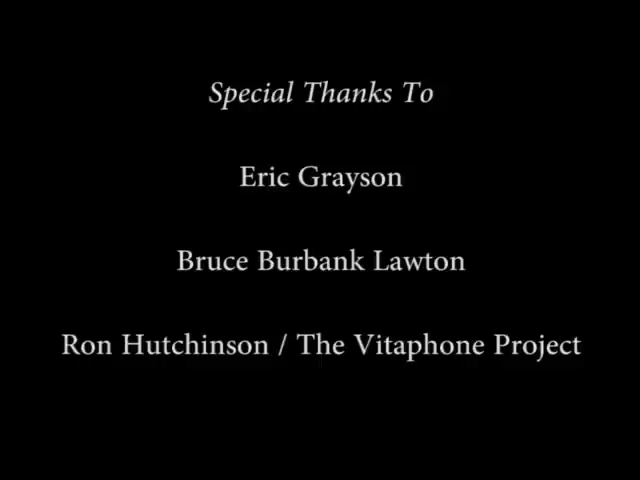 Special Thanks To
Eric Grayson
Bruce Burbank Lawton
Ron Hutchinson / The Vitaphone Project